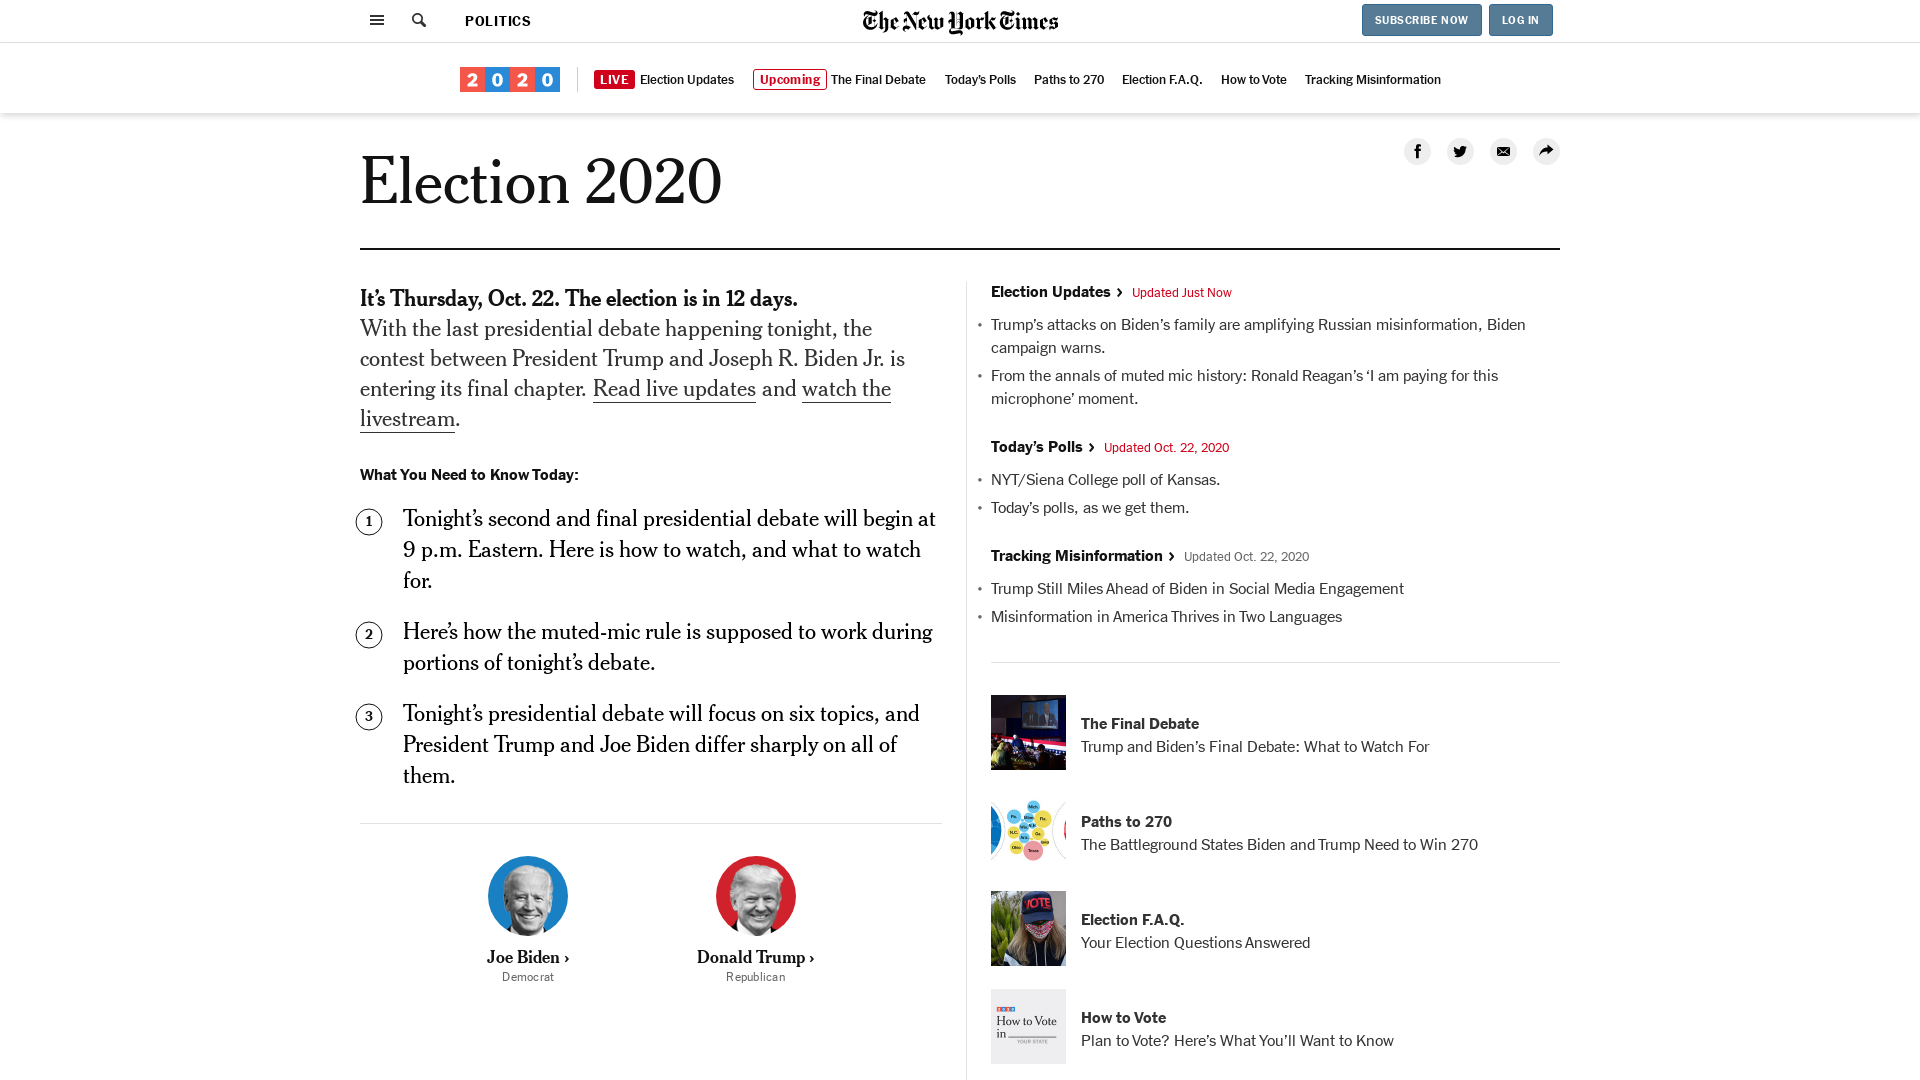 POLITICS
The New York Times
SUBSCRIBE NOW
LOG IN
2020
LIVE Election Updates
Upcoming The Final Debate
Today's Polls
Paths to 270
Election F.A.Q.
How to Vote
Tracking Misinformation
Election 2020
It's Thursday, Oct. 22. The election is in 12 days.
With the last presidential debate happening tonight, the
contest between President Trump and Joseph R. Biden Jr. is
entering its final chapter. Read live updates and watch the
livestream.
What You Need to Know Today:
1 Tonight's second and final presidential debate will begin at
9 p.m. Eastern. Here is how to watch, and what to watch
for.
2 Here's how the muted-mic rule is supposed to work during
portions of tonight's debate.
3 Tonight's presidential debate will focus on six topics, and
President Trump and Joe Biden differ sharply on all of
them.
Joe Biden ›
Democrat
Donald Trump ›
Republican
Election Updates › Updated Just Now
• Trump's attacks on Biden's family are amplifying Russian misinformation, Biden
campaign warns.
• From the annals of muted mic history: Ronald Reagan's ‘I am paying for this
microphone’ moment.
Today's Polls › Updated Oct. 22, 2020
• NYT/Siena College poll of Kansas.
• Today's polls, as we get them.
Tracking Misinformation › Updated Oct. 22, 2020
• Trump Still Miles Ahead of Biden in Social Media Engagement
• Misinformation in America Thrives in Two Languages
The Final Debate
Trump and Biden's Final Debate: What to Watch For
Mich.
Pa.
Fla.
N.C.
Ga.
Ohio
Texas
Paths to 270
The Battleground States Biden and Trump Need to Win 270
VOTE
Election F.A.Q.
Your Election Questions Answered
How to Vote
in
YOUR STATE
How to Vote
Plan to Vote? Here's What You'll Want to Know